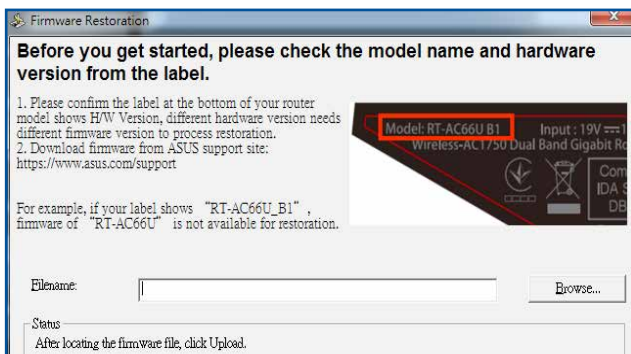 Firmware Restoration
Before you get started, please check the model name and hardware
version from the label.
1. Please confirm the label at the bottom of your router
model shows H/W Version, different hardware version needs
different firmware version to process restoration.
2. Download firmware from ASUS support site:
https://www.asus.com/support
For example, if your label shows “RT-AC66U_B1”,
firmware of “RT-AC66U” is not available for restoration.
Model: RT-AC66U B1 Input : 19V
Wireless-AC1750 Dual Band Gigabit
Com
IDA
DB
Filename:
Browse...
Status
After locating the firmware file, click Upload.